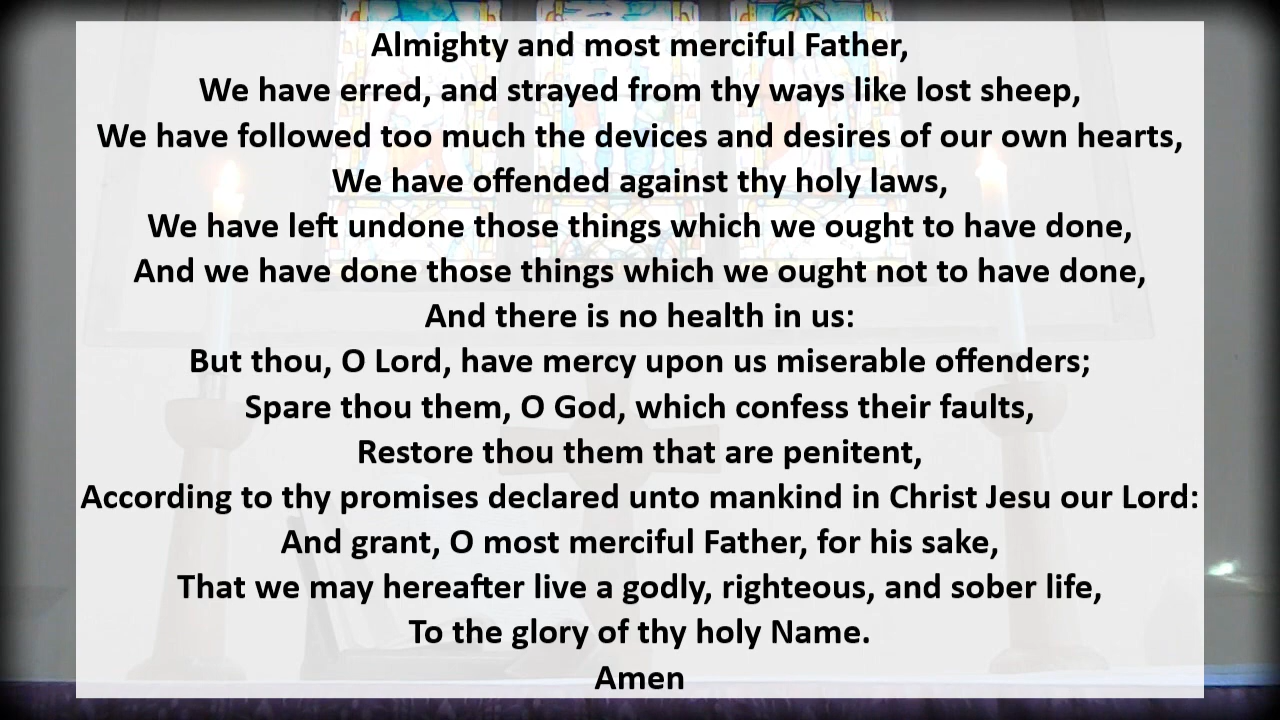 Almighty and most merciful Father,
We have erred, and strayed from thy ways like lost sheep,
We have followed too much the devices and desires of our own hearts,
We have offended against thy holy laws,
We have left undone those things which we ought to have done,
And we have done those things which we ought not to have done,
And there is no health in us:
But thou, O Lord, have mercy upon us miserable offenders;
Spare thou them, O God, which confess their faults,
Restore thou them that are penitent,
According to thy promises declared unto mankind in Christ Jesu our Lord:
And grant, O most merciful Father, for his sake,
That we may hereafter live a godly, righteous, and sober life,
To the glory of thy holy Name.
Amen